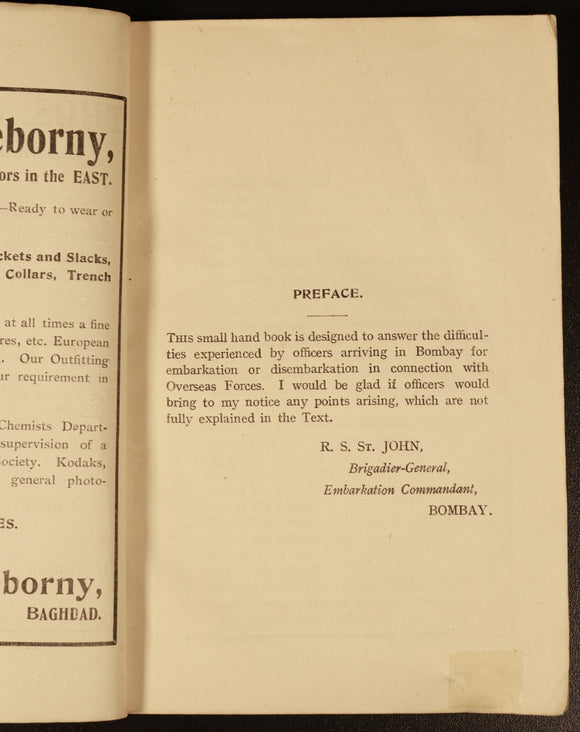 eborny,
ors in the EAST.
—Ready to wear or
ckets and Slacks,
Collars, Trench
at all times a fine
res, etc. European
Our Outfitting
ur requirement in
Chemists Depart-
supervision of a
ociety. Kodaks,
general photo-
ES.
borny,
BAGHDAD.
PREFACE.
THIS small hand book is designed to answer the difficul-
ties experienced by officers arriving in Bombay for
embarkation or disembarkation in connection with
Overseas Forces. I would be glad if officers would
bring to my notice any points arising, which are not
fully explained in the Text.
R. S. ST. JOHN,
Brigadier-General,
Embarkation Commandant,
BOMBAY.